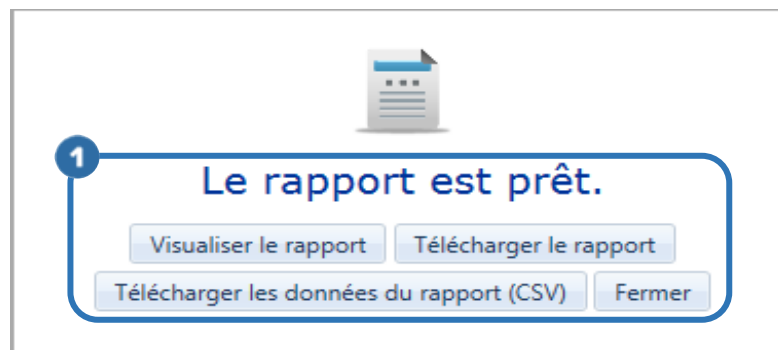 1
Le rapport est prêt.
Visualiser le rapport Télécharger le rapport
Télécharger les données du rapport (CSV) Fermer